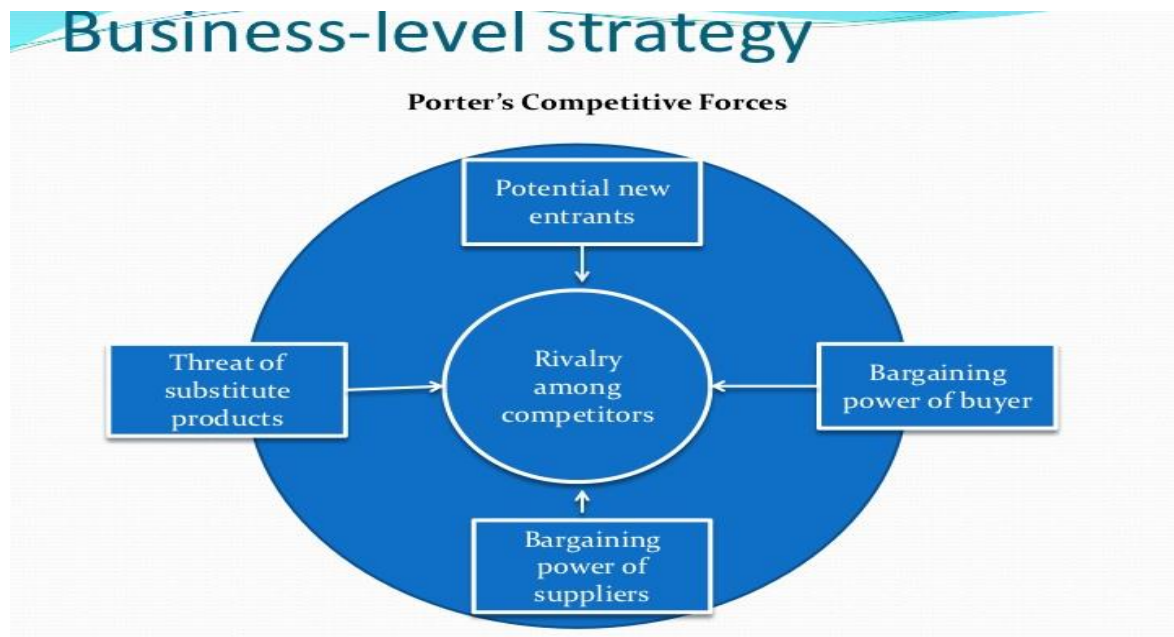 Business-level strategy
Porter’s Competitive Forces
Potential new
entrants
Threat of
substitute
products
Rivalry
among
competitors
Bargaining
power of buyer
Bargaining
power of
suppliers